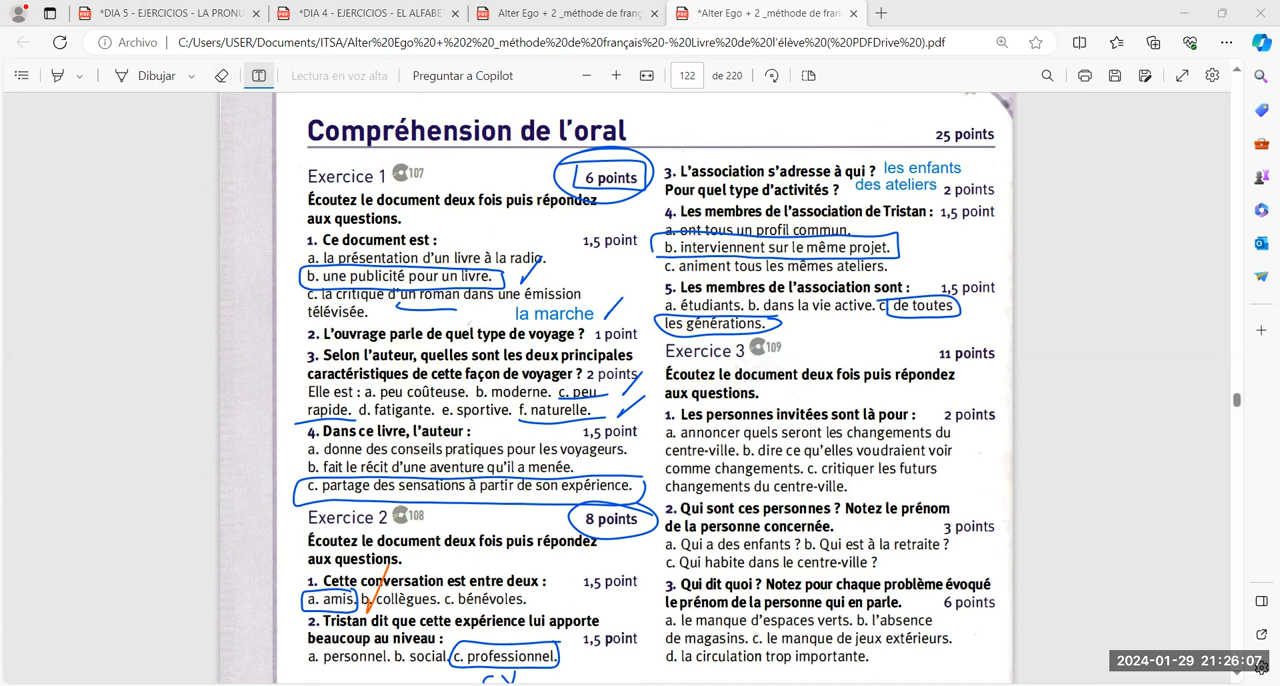 *DIA 5 - EJERCICIOS - LA PRONU
*DIA 4 - EJERCICIOS - EL ALFABE
Alter Ego + 2 _méthode de franç
*Alter Ego + 2 _méthode de franç
Archivo
C:/Users/USER/Documents/ITSA/Alter%20Ego%20+%202%20_méthode%20de%20français%20-%20Livre%20de%20l'élève%20(%20PDFDrive%20).pdf
Dibujar
Lectura en voz alta
Preguntar a Copilot
122
de 220
Compréhension de l'oral
25 points
Exercice 1 107
6 points
Écoutez le document deux fois puis répondez
aux questions.
1. Ce document est : 1,5 point
a. la présentation d'un livre à la radio.
b. une publicité pour un livre.
c. la critique d'un roman dans une émission
télévisée.
la marche
2. L'ouvrage parle de quel type de voyage ? 1 point
3. Selon l'auteur, quelles sont les deux principales
caractéristiques de cette façon de voyager ? 2 points
Elle est : a. peu coûteuse. b. moderne. c. peu
rapide. d. fatigante. e. sportive. f. naturelle.
4. Dans ce livre, l'auteur : 1,5 point
a. donne des conseils pratiques pour les voyageurs.
b. fait le récit d'une aventure qu'il a menée.
c. partage des sensations à partir de son expérience.
Exercice 2 108
8 points
Écoutez le document deux fois puis répondez
aux questions.
1. Cette conversation est entre deux : 1,5 point
a. amis. b. collègues. c. bénévoles.
2. Tristan dit que cette expérience lui apporte
beaucoup au niveau : 1,5 point
a. personnel. b. social. c. professionnel.
CV
3. L'association s'adresse à qui ? les enfants
Pour quel type d'activités ? des ateliers 2 points
4. Les membres de l'association de Tristan : 1,5 point
a. ont tous un profil commun.
b. interviennent sur le même projet.
c. animent tous les mêmes ateliers.
5. Les membres de l'association sont : 1,5 point
a. étudiants. b. dans la vie active. c. de toutes
les générations.
Exercice 3 109
11 points
Écoutez le document deux fois puis répondez
aux questions.
1. Les personnes invitées sont là pour : 2 points
a. annoncer quels seront les changements du
centre-ville. b. dire ce qu'elles voudraient voir
comme changements. c. critiquer les futurs
changements du centre-ville.
2. Qui sont ces personnes ? Notez le prénom
de la personne concernée. 3 points
a. Qui a des enfants ? b. Qui est à la retraite ?
c. Qui habite dans le centre-ville ?
3. Qui dit quoi ? Notez pour chaque problème évoqué
le prénom de la personne qui en parle. 6 points
a. le manque d'espaces verts. b. l'absence
de magasins. c. le manque de jeux extérieurs.
d. la circulation trop importante.
2024-01-29 21:26:07